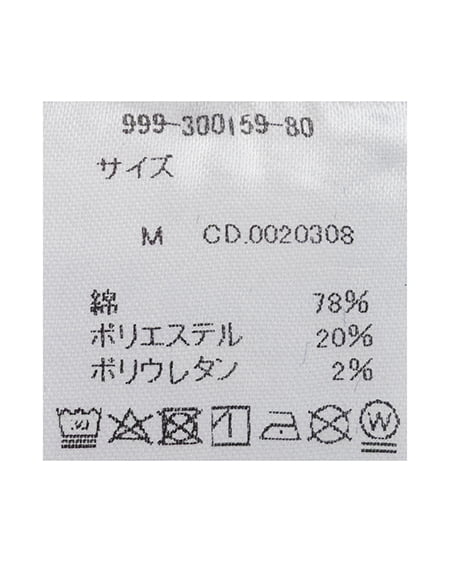 999-300159-80
サイズ
M CD.0020308
綿 78%
ポリエステル 20%
ポリウレタン 2%
W